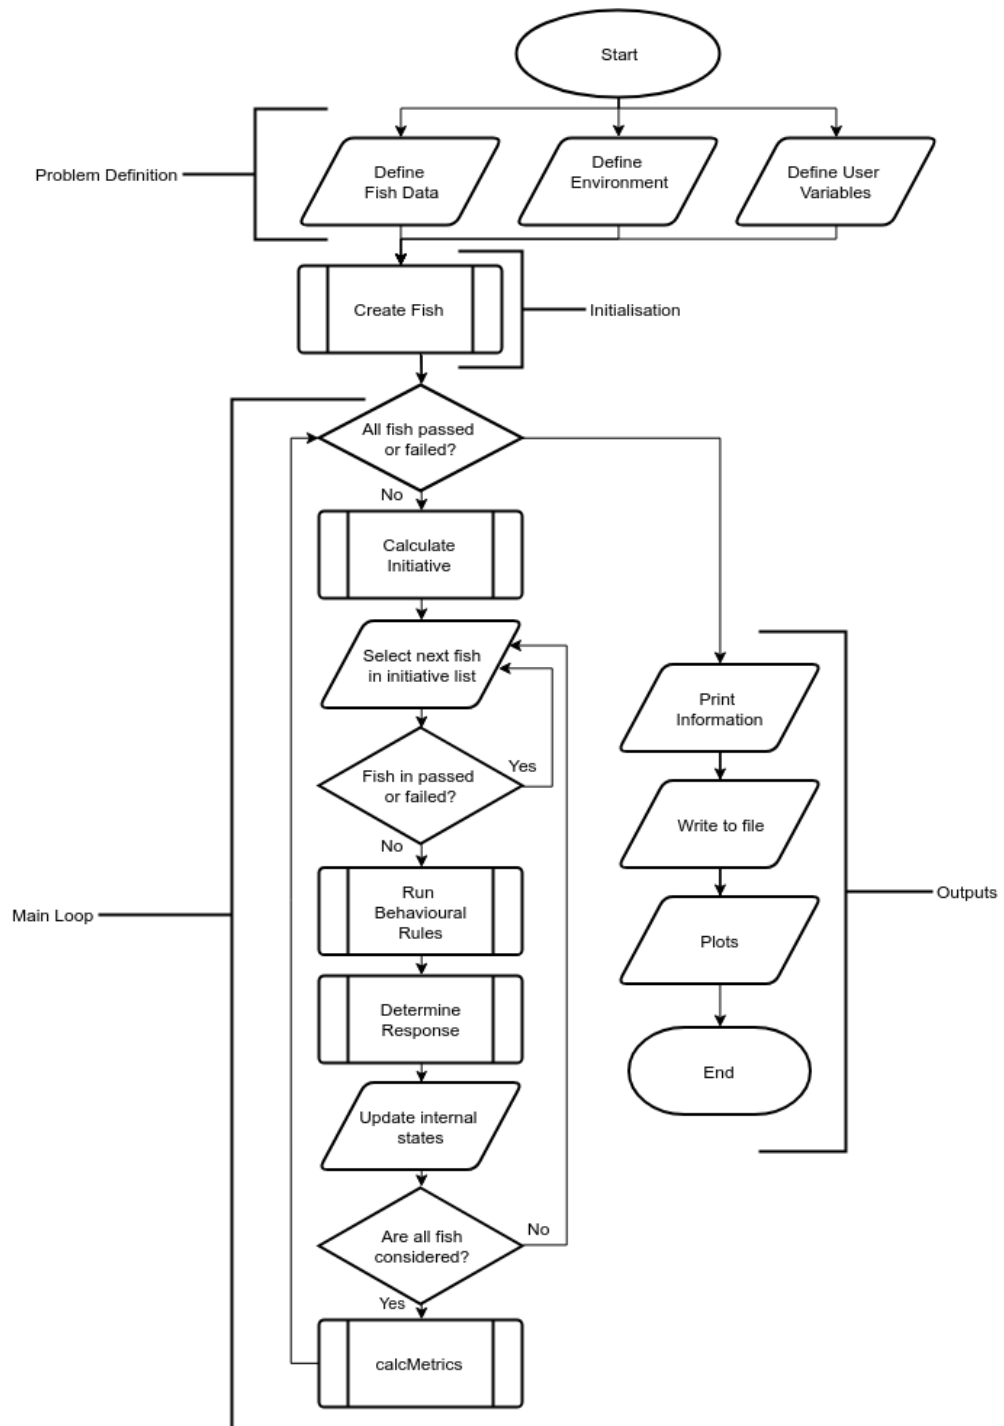 Start
Problem Definition
Define
Fish Data
Define
Environment
Define User
Variables
Create Fish
Initialisation
All fish passed
or failed?
No
Calculate
Initiative
Select next fish
in initiative list
Fish in passed
or failed?
Yes
No
Run
Behavioural
Rules
Determine
Response
Update internal
states
Are all fish
considered?
No
Yes
calcMetrics
Main Loop
Print
Information
Write to file
Plots
End
Outputs